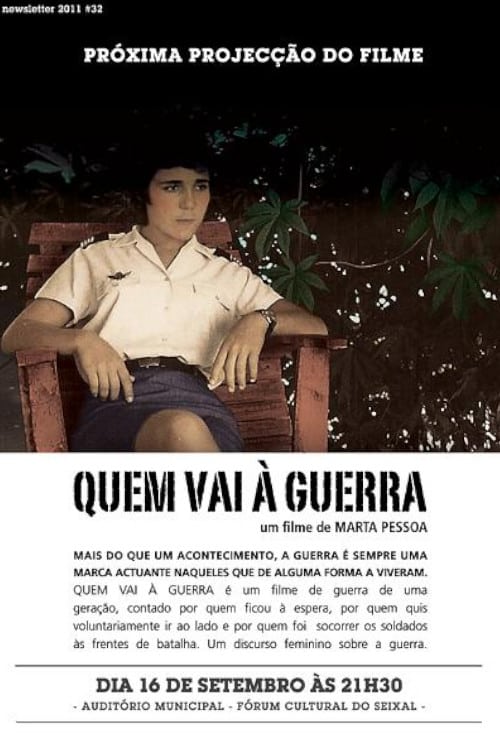 newsletter 2011 #32
PRÓXIMA PROJECÇÃO DO FILME
QUEM VAI À GUERRA
um filme de MARTA PESSOA
MAIS DO QUE UM ACONTECIMENTO, A GUERRA É SEMPRE UMA
MARCA ACTUANTE NAQUELES QUE DE ALGUMA FORMA A VIVERAM.
QUEM VAI À GUERRA é um filme de guerra de uma
geração, contado por quem ficou à espera, por quem quis
voluntariamente ir ao lado e por quem foi socorrer os soldados
às frentes de batalha. Um discurso feminino sobre a guerra.
DIA 16 DE SETEMBRO ÀS 21H30
- AUDITÓRIO MUNICIPAL - FÓRUM CULTURAL DO SEIXAL -